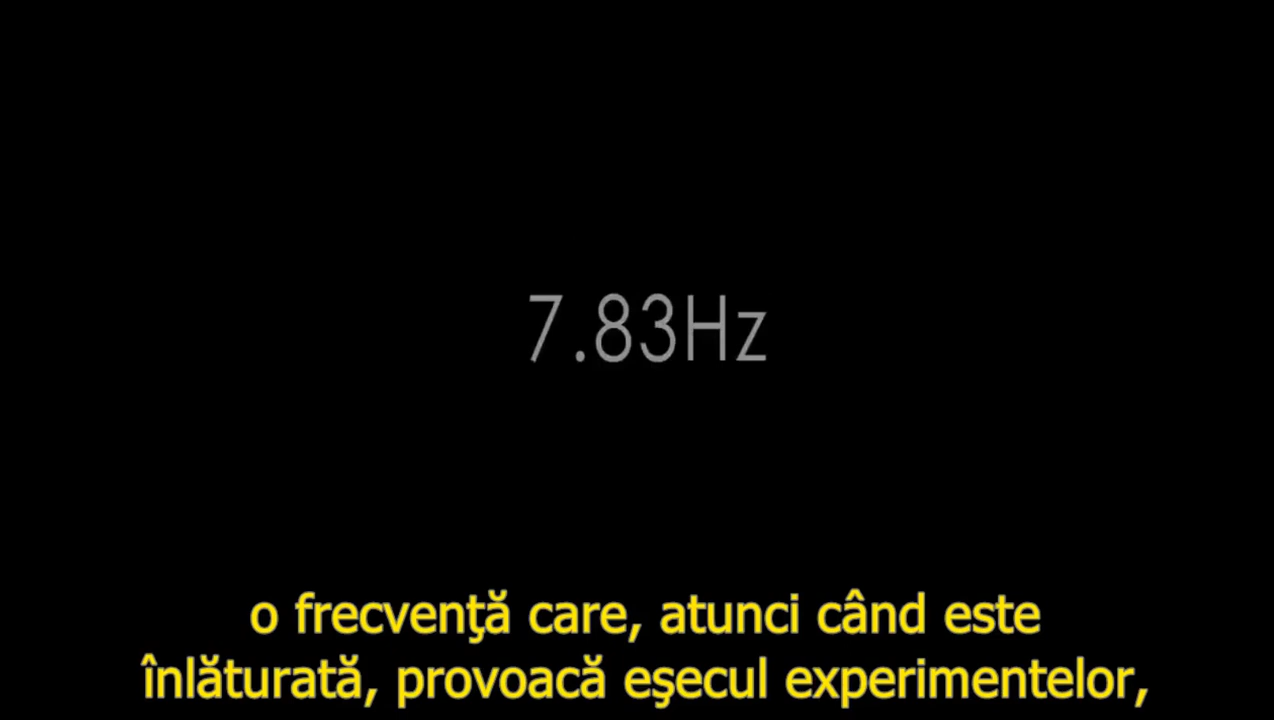 7.83Hz
o frecvenţă care, atunci când este
înlăturată, provoacă eşecul experimentelor,